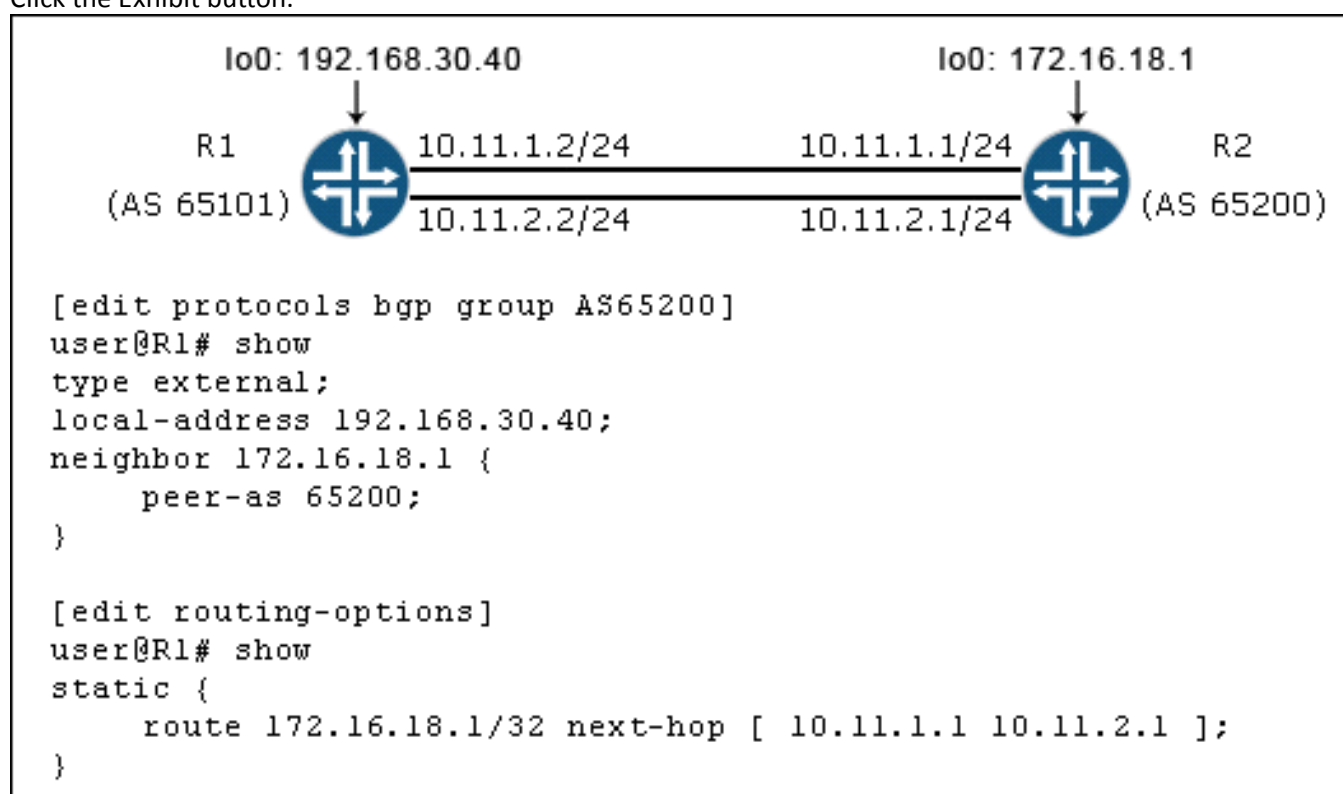 Click the Exhibit button.
lo0: 192.168.30.40 lo0: 172.16.18.1
R1 10.11.1.2/24 10.11.1.1/24 R2
(AS 65101) 10.11.2.2/24 10.11.2.1/24 (AS 65200)
[edit protocols bgp group AS65200]
user@R1# show
type external;
local-address 192.168.30.40;
neighbor 172.16.18.1 {
peer-as 65200;
}
[edit routing-options]
user@R1# show
static {
route 172.16.18.1/32 next-hop [ 10.11.1.1 10.11.2.1 ];
}